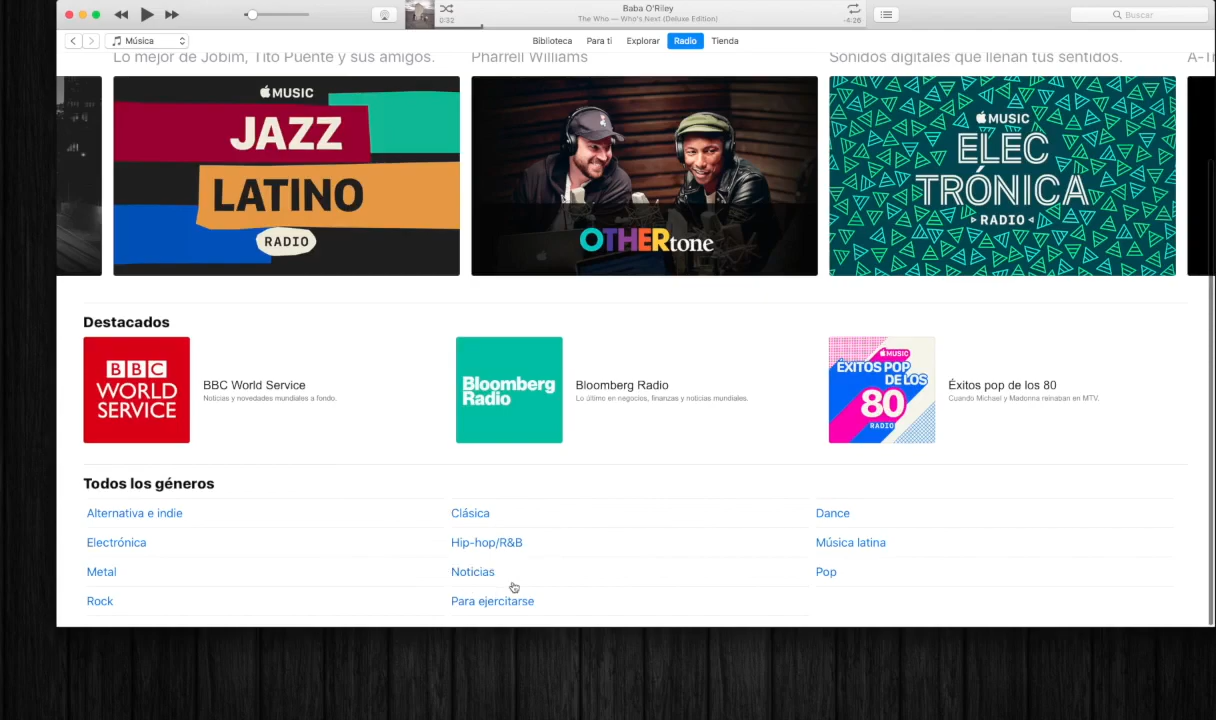 Baba O'Riley
The Who — Who's Next (Deluxe Edition)
0:32
-4:26
Buscar
Música
Biblioteca
Para ti
Explorar
Radio
Tienda
Lo mejor de Jobim, Tito Puente y sus amigos.
Pharrell Williams
Sonidos digitales que llenan tus sentidos.
MUSIC
JAZZ
LATINO
RADIO
OTHERtone
MUSIC
ELEC
TRÓNICA
RADIO
Destacados
BBC
WORLD
SERVICE
BBC World Service
Noticias y novedades mundiales a fondo.
Bloomberg
Radio
Bloomberg Radio
Lo último en negocios, finanzas y noticias mundiales.
MUSIC
ÉXITOS POP
DE LOS
80
RADIO
Éxitos pop de los 80
Cuando Michael y Madonna reinaban en MTV.
Todos los géneros
Alternativa e indie
Clásica
Dance
Electrónica
Hip-hop/R&B
Música latina
Metal
Noticias
Pop
Rock
Para ejercitarse